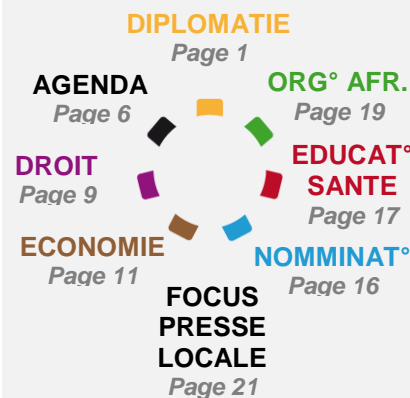 DIPLOMATIE
Page 1
AGENDA
Page 6
ORG° AFR.
Page 19
DROIT
Page 9
EDUCAT°
SANTE
Page 17
ECONOMIE
Page 11
NOMMINAT°
Page 16
FOCUS
PRESSE
LOCALE
Page 21